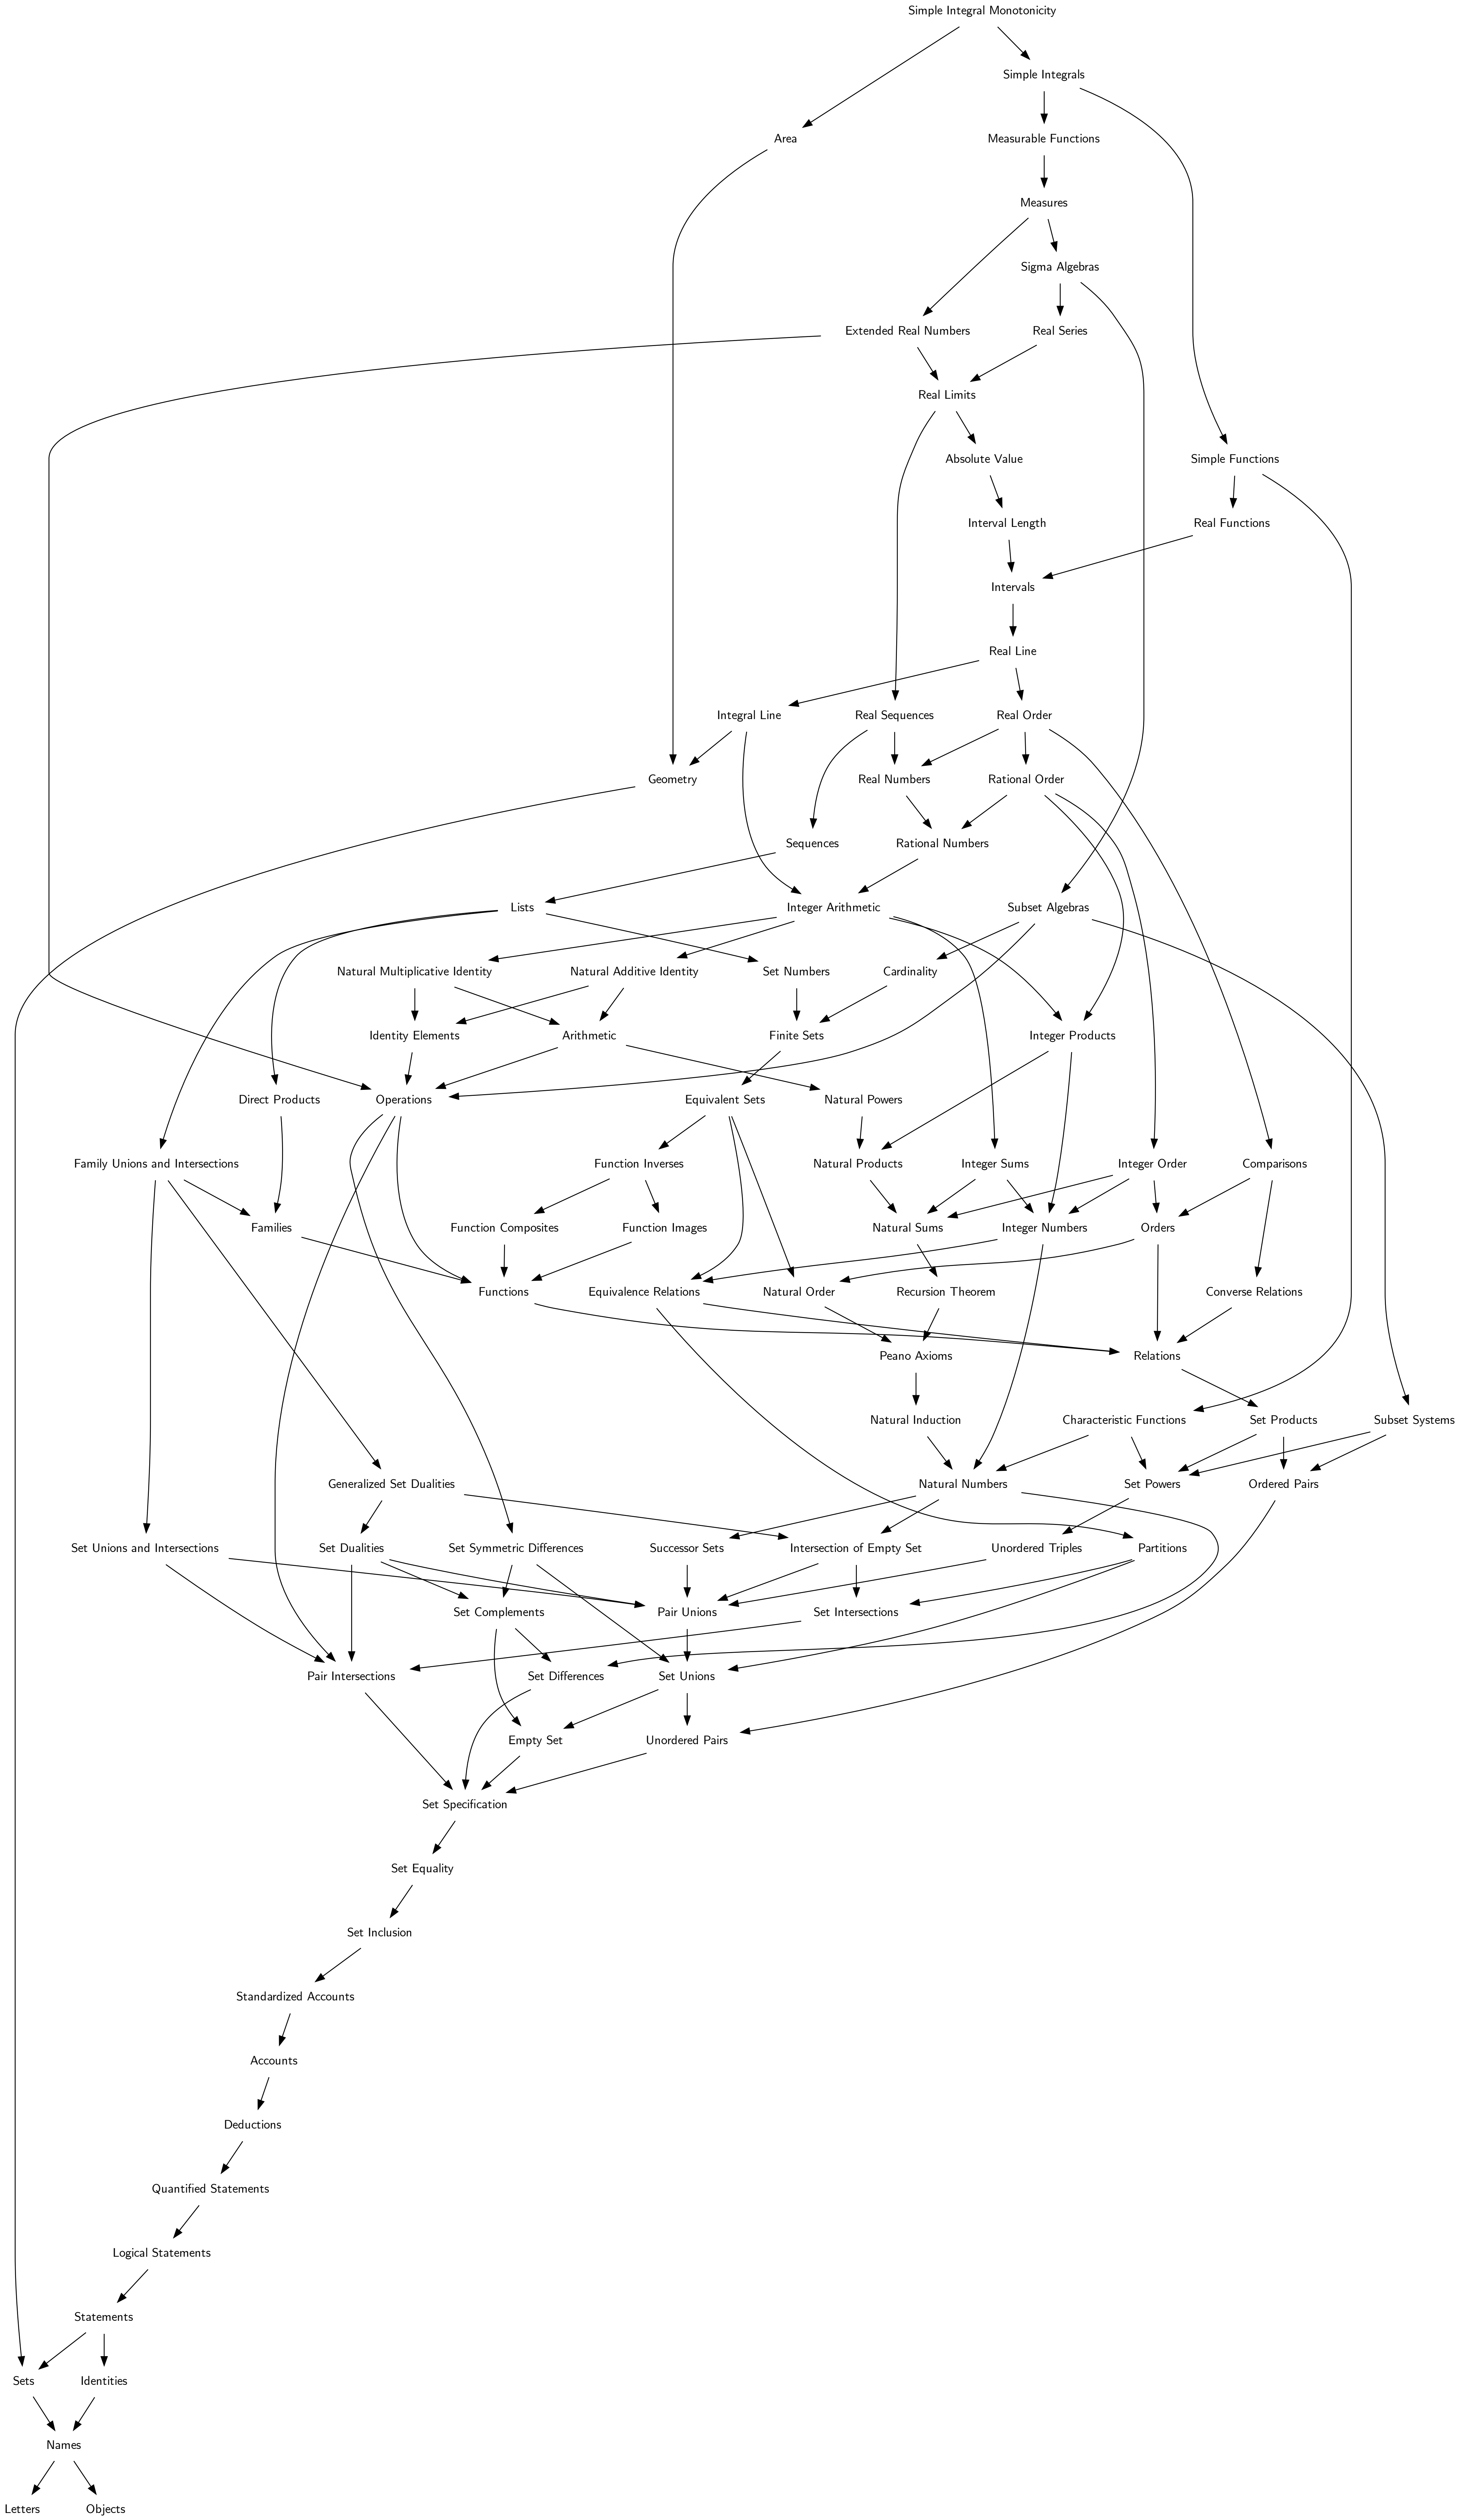 Simple Integral Monotonicity
Simple Integrals
Area
Measurable Functions
Measures
Sigma Algebras
Extended Real Numbers
Real Series
Real Limits
Absolute Value
Simple Functions
Interval Length
Real Functions
Intervals
Real Line
Integral Line
Real Sequences
Real Order
Geometry
Real Numbers
Rational Order
Sequences
Rational Numbers
Lists
Integer Arithmetic
Subset Algebras
Natural Multiplicative Identity
Natural Additive Identity
Set Numbers
Cardinality
Identity Elements
Arithmetic
Finite Sets
Integer Products
Direct Products
Operations
Equivalent Sets
Natural Powers
Family Unions and Intersections
Function Inverses
Natural Products
Integer Sums
Integer Order
Comparisons
Families
Function Composites
Function Images
Natural Sums
Integer Numbers
Orders
Functions
Equivalence Relations
Natural Order
Recursion Theorem
Converse Relations
Peano Axioms
Relations
Natural Induction
Characteristic Functions
Set Products
Subset Systems
Generalized Set Dualities
Natural Numbers
Set Powers
Ordered Pairs
Set Unions and Intersections
Set Dualities
Set Symmetric Differences
Successor Sets
Intersection of Empty Set
Unordered Triples
Partitions
Set Complements
Pair Unions
Set Intersections
Pair Intersections
Set Differences
Set Unions
Empty Set
Unordered Pairs
Set Specification
Set Equality
Set Inclusion
Standardized Accounts
Accounts
Deductions
Quantified Statements
Logical Statements
Statements
Sets
Identities
Names
Letters
Objects